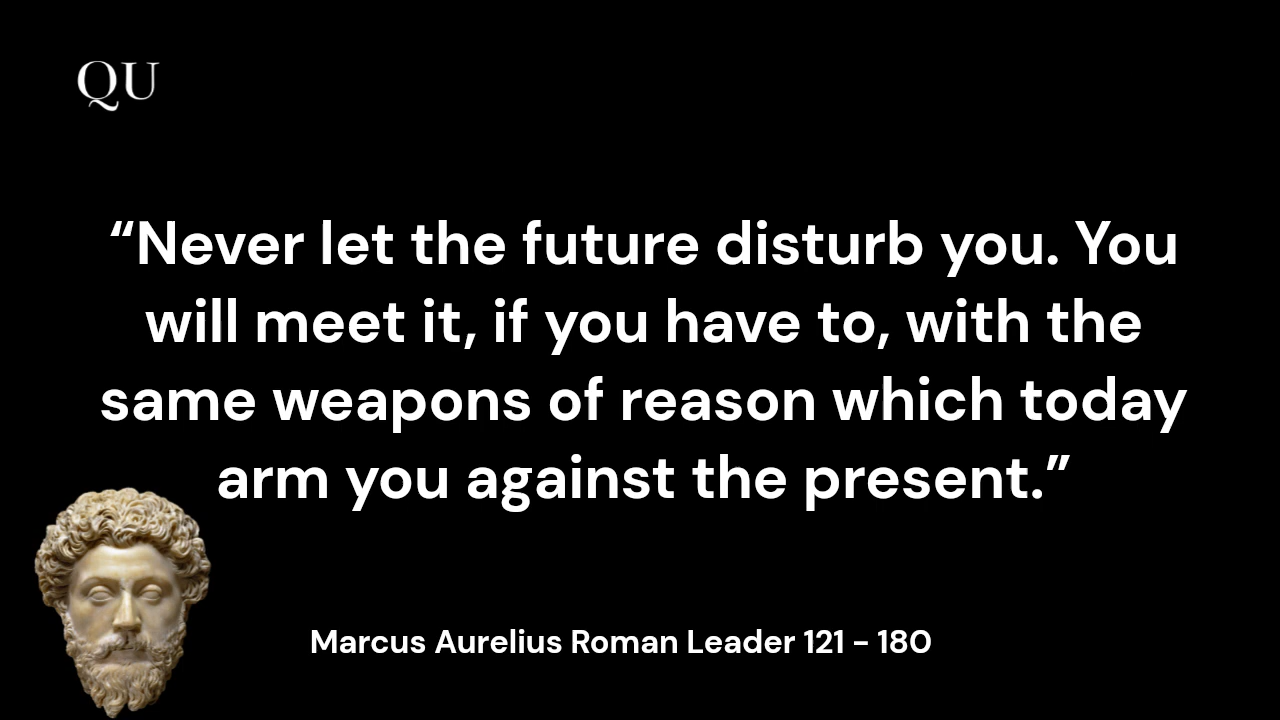 QU
“Never let the future disturb you. You
will meet it, if you have to, with the
same weapons of reason which today
arm you against the present.”
Marcus Aurelius Roman Leader 121 - 180